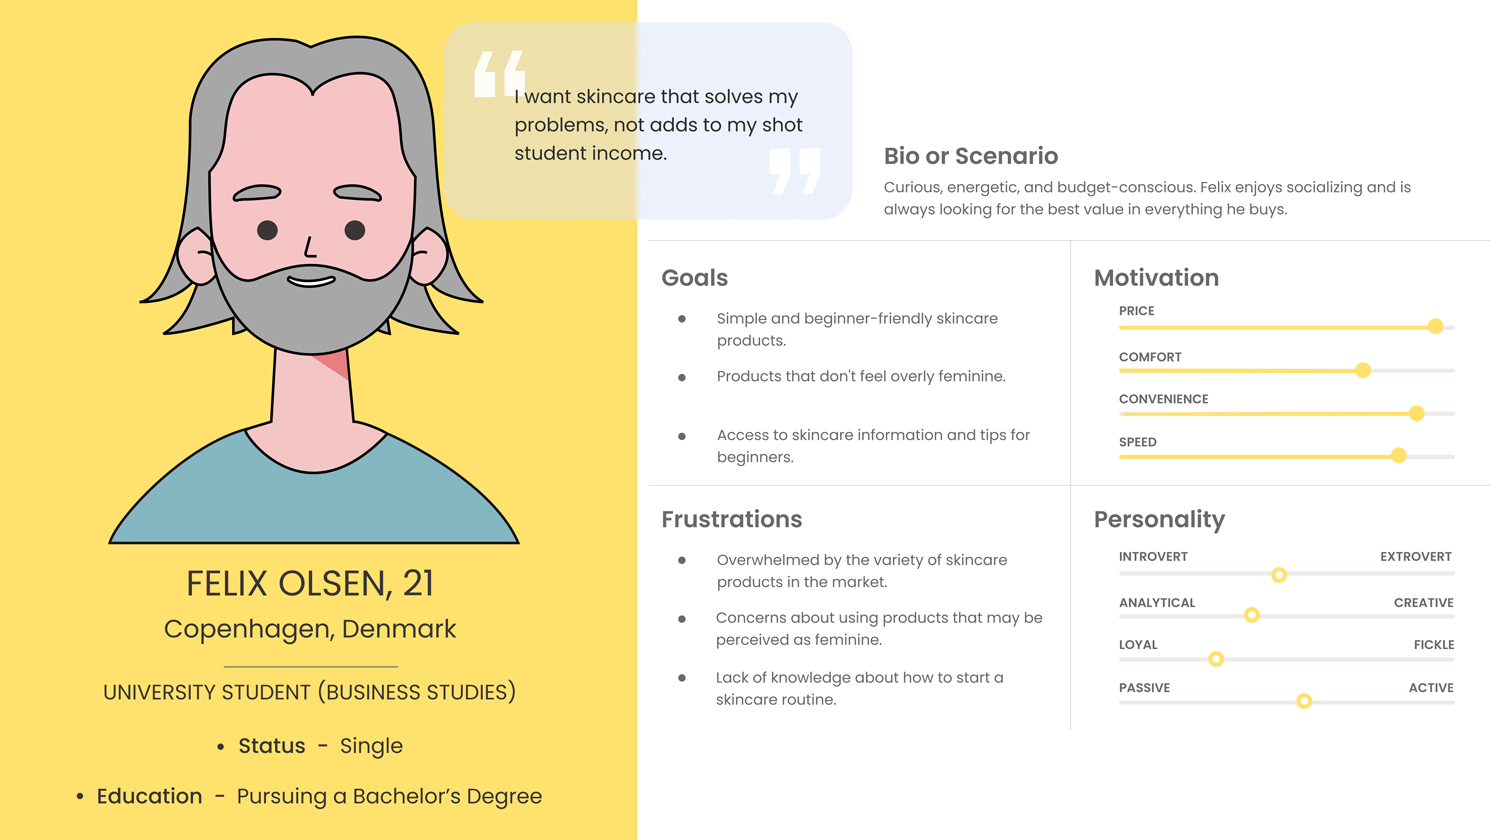 I want skincare that solves my
problems, not adds to my shot
student income.
FELIX OLSEN, 21
Copenhagen, Denmark
UNIVERSITY STUDENT (BUSINESS STUDIES)
• Status - Single
• Education - Pursuing a Bachelor’s Degree
Bio or Scenario
Curious, energetic, and budget-conscious. Felix enjoys socializing and is
always looking for the best value in everything he buys.
Goals
● Simple and beginner-friendly skincare
products.
● Products that don't feel overly feminine.
● Access to skincare information and tips for
beginners.
Motivation
PRICE
COMFORT
CONVENIENCE
SPEED
Frustrations
● Overwhelmed by the variety of skincare
products in the market.
● Concerns about using products that may be
perceived as feminine.
● Lack of knowledge about how to start a
skincare routine.
Personality
INTROVERT EXTROVERT
ANALYTICAL CREATIVE
LOYAL FICKLE
PASSIVE ACTIVE